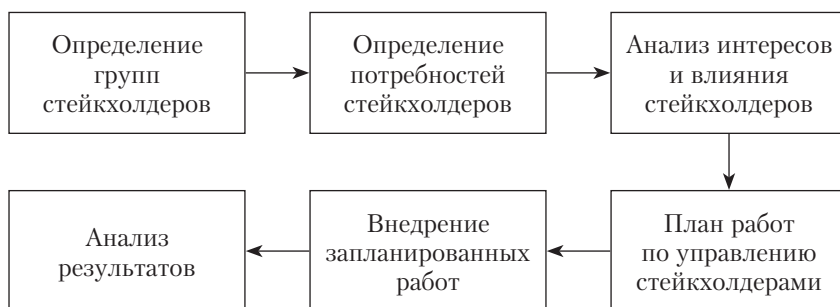 Определение
групп
стейкхолдеров
Определение
потребностей
стейкхолдеров
Анализ интересов
и влияния
стейкхолдеров
План работ
по управлению
стейкхолдерами
Внедрение
запланированных
работ
Анализ
результатов